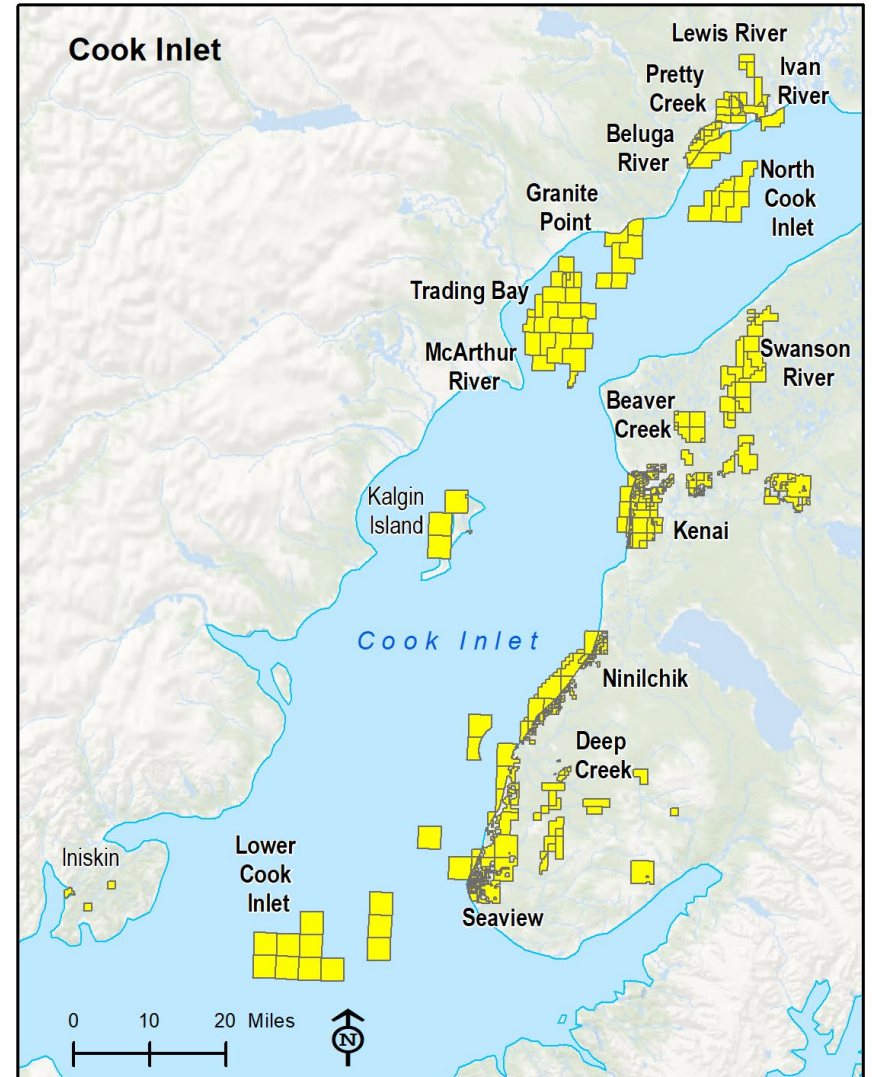 Cook Inlet
Lewis River
Pretty
Creek
Ivan
River
Beluga
River
North
Cook
Inlet
Granite
Point
Trading Bay
McArthur
River
Swanson
River
Beaver
Creek
Kalgin
Island
Kenai
Cook Inlet
Ninilchik
Deep
Creek
Iniskin
Lower
Cook
Inlet
Seaview
0 10 20 Miles
N